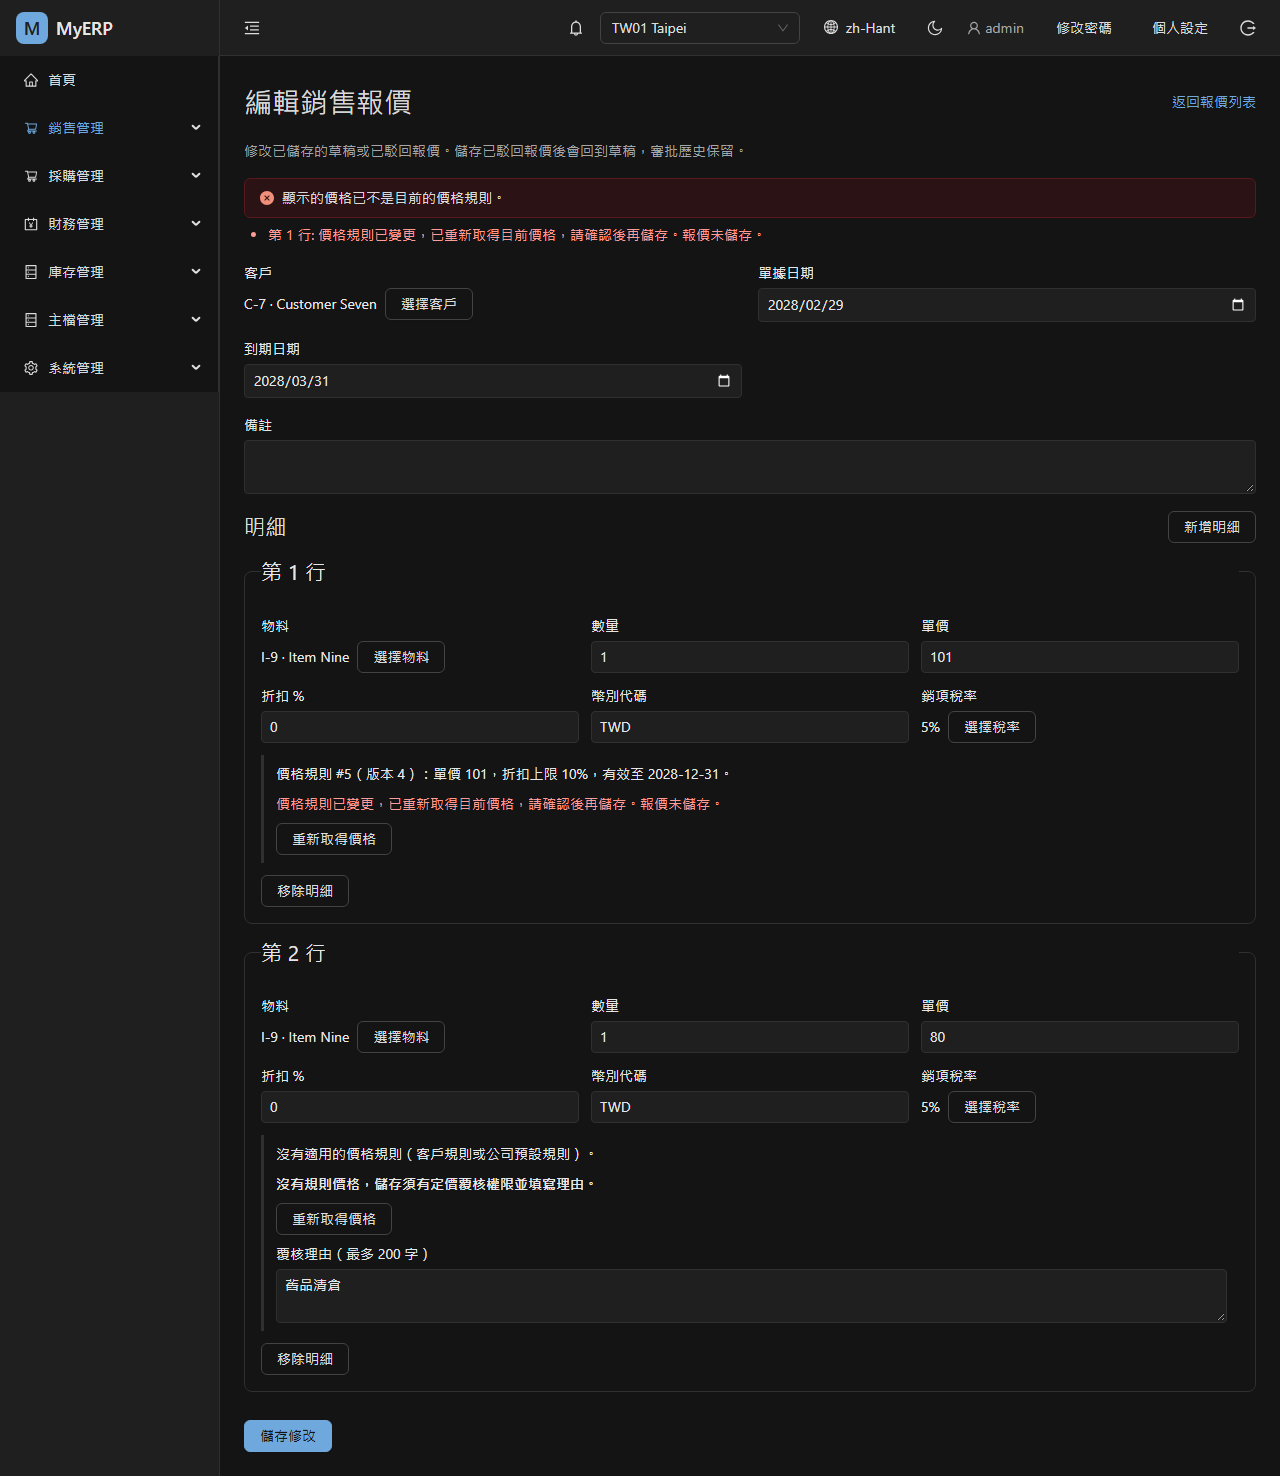 M MyERP
TW01 Taipei
zh-Hant
admin
修改密碼
個人設定
首頁
銷售管理
採購管理
財務管理
庫存管理
主檔管理
系統管理
編輯銷售報價
返回報價列表
修改已儲存的草稿或已駁回報價。儲存已駁回報價後會回到草稿，審批歷史保留。
顯示的價格已不是目前的價格規則。
• 第 1 行: 價格規則已變更，已重新取得目前價格，請確認後再儲存。報價未儲存。
客戶
C-7 · Customer Seven 選擇客戶
單據日期
2028/02/29
到期日期
2028/03/31
備註
明細
新增明細
第 1 行
物料
I-9 · Item Nine 選擇物料
數量
1
單價
101
折扣 %
0
幣別代碼
TWD
銷項稅率
5% 選擇稅率
價格規則 #5（版本 4）：單價 101，折扣上限 10%，有效至 2028-12-31。
價格規則已變更，已重新取得目前價格，請確認後再儲存。報價未儲存。
重新取得價格
移除明細
第 2 行
物料
I-9 · Item Nine 選擇物料
數量
1
單價
80
折扣 %
0
幣別代碼
TWD
銷項稅率
5% 選擇稅率
沒有適用的價格規則（客戶規則或公司預設規則）。
沒有規則價格，儲存須有定價覆核權限並填寫理由。
重新取得價格
覆核理由（最多 200 字）
舊品清倉
移除明細
儲存修改